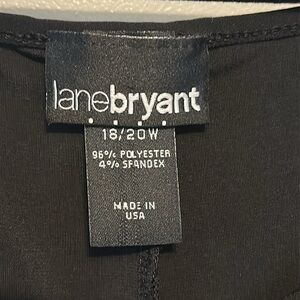 lanebryant
18/20W
96% POLYESTER
4% SPANDEX
MADE IN
USA